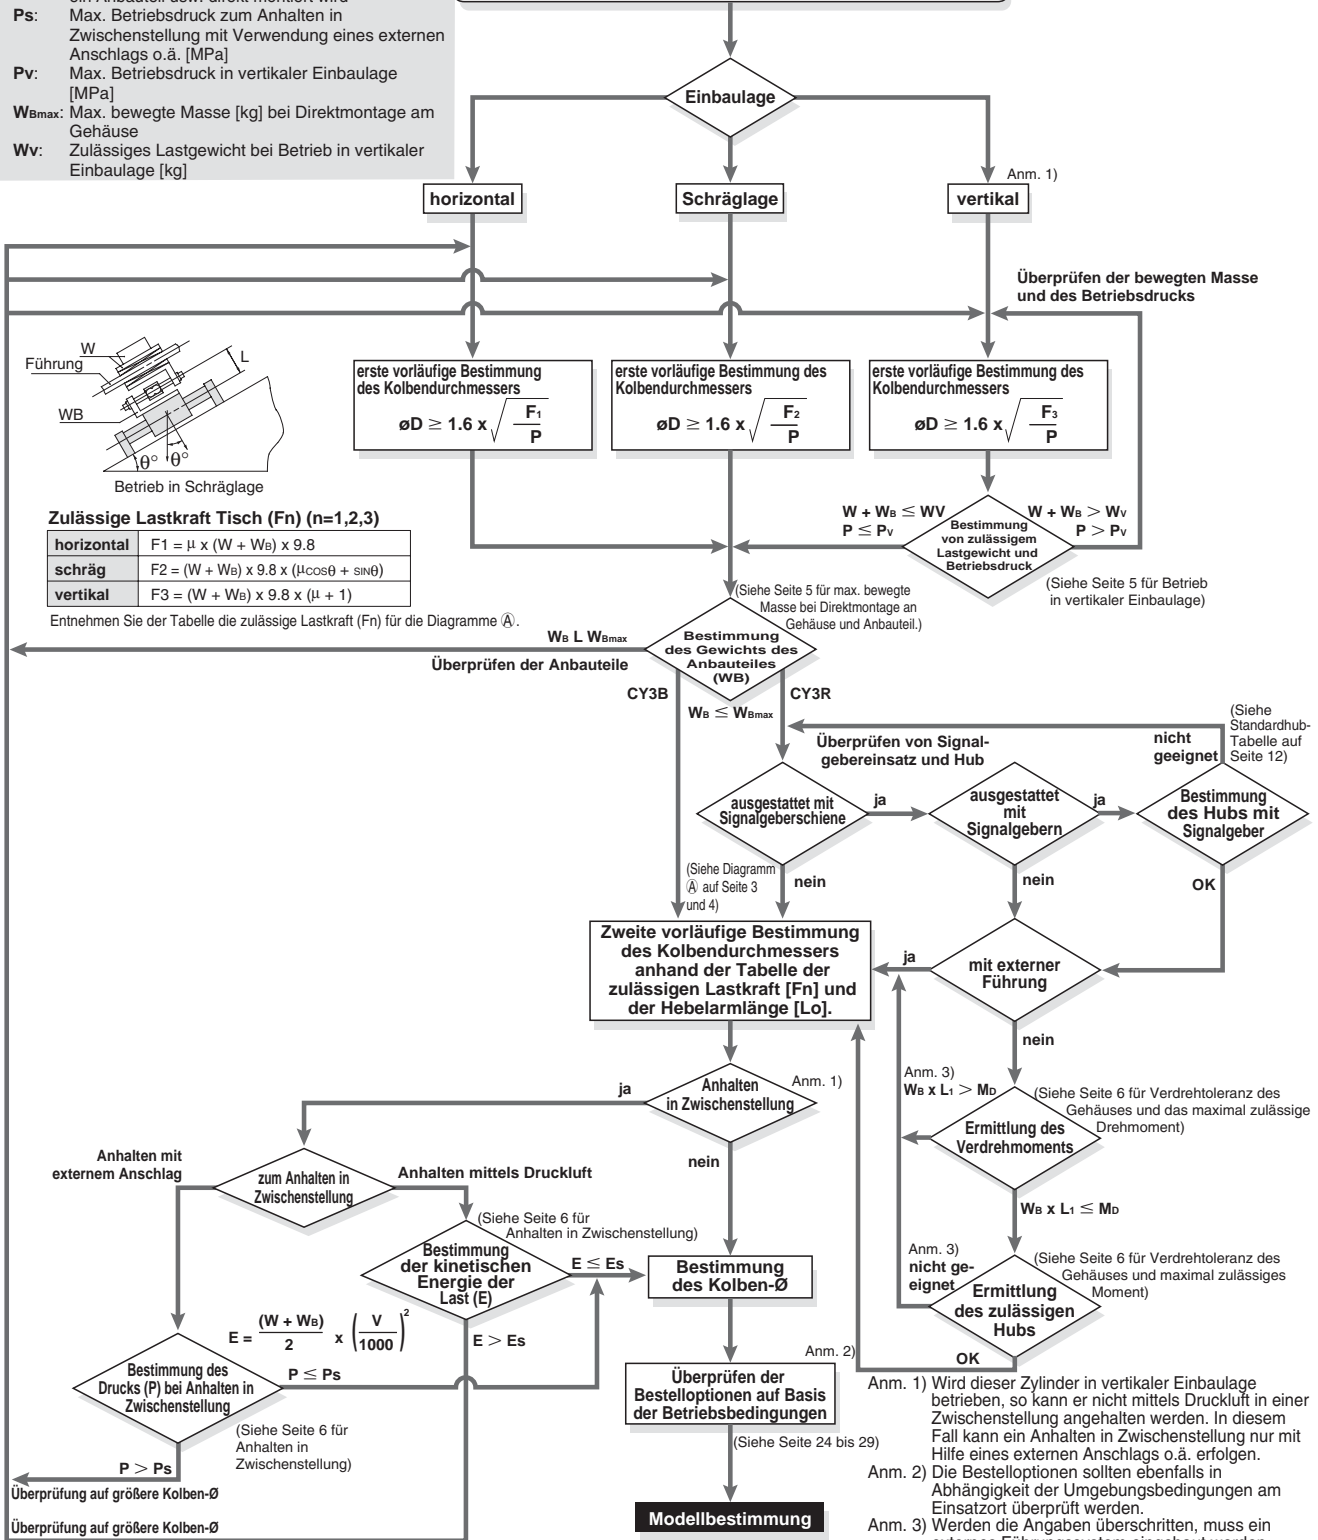 Ps: Max. Betriebsdruck zum Anhalten in
Zwischenstellung mit Verwendung eines externen
Anschlags o.ä. [MPa]
Pv: Max. Betriebsdruck in vertikaler Einbaulage
[MPa]
WBmax: Max. bewegte Masse [kg] bei Direktmontage am
Gehäuse
Wv: Zulässiges Lastgewicht bei Betrieb in vertikaler
Einbaulage [kg]
Einbaulage
horizontal
Schräglage
Anm. 1)
vertikal
Überprüfen der bewegten Masse
und des Betriebsdrucks
W
Führung
L
WB
θ° θ°
Betrieb in Schräglage
erste vorläufige Bestimmung
des Kolbendurchmessers
øD ≥ 1.6 x √ F1 / P
erste vorläufige Bestimmung des
Kolbendurchmessers
øD ≥ 1.6 x √ F2 / P
erste vorläufige Bestimmung des
Kolbendurchmessers
øD ≥ 1.6 x √ F3 / P
Zulässige Lastkraft Tisch (Fn) (n=1,2,3)
horizontal F1 = μ x (W + WB) x 9.8
schräg F2 = (W + WB) x 9.8 x (μCOSθ + SINθ)
vertikal F3 = (W + WB) x 9.8 x (μ + 1)
Entnehmen Sie der Tabelle die zulässige Lastkraft (Fn) für die Diagramme Ⓐ.
W + WB ≤ WV
P ≤ PV
W + WB > WV
P > PV
Bestimmung
von zulässigem
Lastgewicht und
Betriebsdruck
(Siehe Seite 5 für Betrieb
in vertikaler Einbaulage)
(Siehe Seite 5 für max. bewegte
Masse bei Direktmontage an
Gehäuse und Anbauteil.)
WB L WBmax
Überprüfen der Anbauteile
Bestimmung
des Gewichts des
Anbauteiles
(WB)
CY3B
CY3R
WB ≤ WBmax
Überprüfen von Signal-
gebereinsatz und Hub
nicht
geeignet
(Siehe
Standardhub-
Tabelle auf
Seite 12)
ausgestattet mit
Signalgeberschiene
ja
ausgestattet
mit
Signalgebern
ja
Bestimmung
des Hubs mit
Signalgeber
(Siehe Diagramm
Ⓐ auf Seite 3
und 4)
nein
nein
OK
Zweite vorläufige Bestimmung
des Kolbendurchmessers
anhand der Tabelle der
zulässigen Lastkraft [Fn] und
der Hebelarmlänge [Lo].
ja
mit externer
Führung
nein
ja
Anhalten
in Zwischenstellung
Anm. 1)
nein
Anm. 3)
WB x L1 > MD
Ermittlung des
Verdrehmoments
(Siehe Seite 6 für Verdrehtoleranz des
Gehäuses und das maximal zulässige
Drehmoment)
WB x L1 ≤ MD
Anhalten mit
externem Anschlag
zum Anhalten in
Zwischenstellung
Anhalten mittels Druckluft
(Siehe Seite 6 für
Anhalten in Zwischenstellung)
Bestimmung
der kinetischen
Energie der
Last (E)
E ≤ Es
Bestimmung
des Kolben-Ø
Anm. 3)
nicht ge-
eignet
Ermittlung
des zulässigen
Hubs
(Siehe Seite 6 für Verdrehtoleranz des
Gehäuses und maximal zulässiges
Moment)
OK
E = (W + WB) / 2 x (V / 1000)²
E > Es
Bestimmung des
Drucks (P) bei Anhalten in
Zwischenstellung
P ≤ Ps
(Siehe Seite 6 für
Anhalten in
Zwischenstellung)
P > Ps
Überprüfung auf größere Kolben-Ø
Überprüfung auf größere Kolben-Ø
Anm. 2)
Überprüfen der
Bestelloptionen auf Basis
der Betriebsbedingungen
(Siehe Seite 24 bis 29)
Modellbestimmung
Anm. 1) Wird dieser Zylinder in vertikaler Einbaulage
betrieben, so kann er nicht mittels Druckluft in einer
Zwischenstellung angehalten werden. In diesem
Fall kann ein Anhalten in Zwischenstellung nur mit
Hilfe eines externen Anschlags o.ä. erfolgen.
Anm. 2) Die Bestelloptionen sollten ebenfalls in
Abhängigkeit der Umgebungsbedingungen am
Einsatzort überprüft werden.
Anm. 3) Werden die Angaben überschritten, muss ein